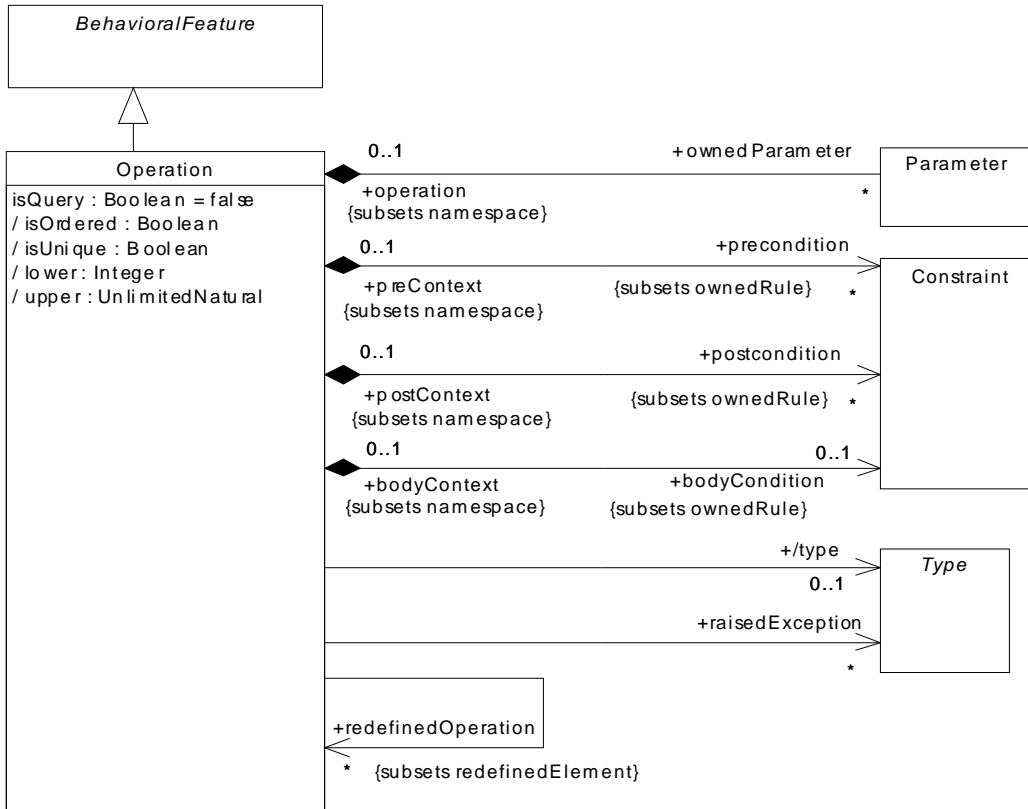 BehavioralFeature
Operation
isQuery : Boolean = false
/ isOrdered : Boolean
/ isUnique : Boolean
/ lower : Integer
/ upper : UnlimitedNatural
0..1
+ownedParameter
+operation
*
{subsets namespace}
Parameter
0..1
+precondition
+preContext
{subsets ownedRule}
*
{subsets namespace}
Constraint
0..1
+postcondition
+postContext
{subsets ownedRule}
*
{subsets namespace}
0..1
0..1
+bodyContext
+bodyCondition
{subsets namespace}
{subsets ownedRule}
+/type
0..1
Type
+raisedException
*
+redefinedOperation
*
{subsets redefinedElement}